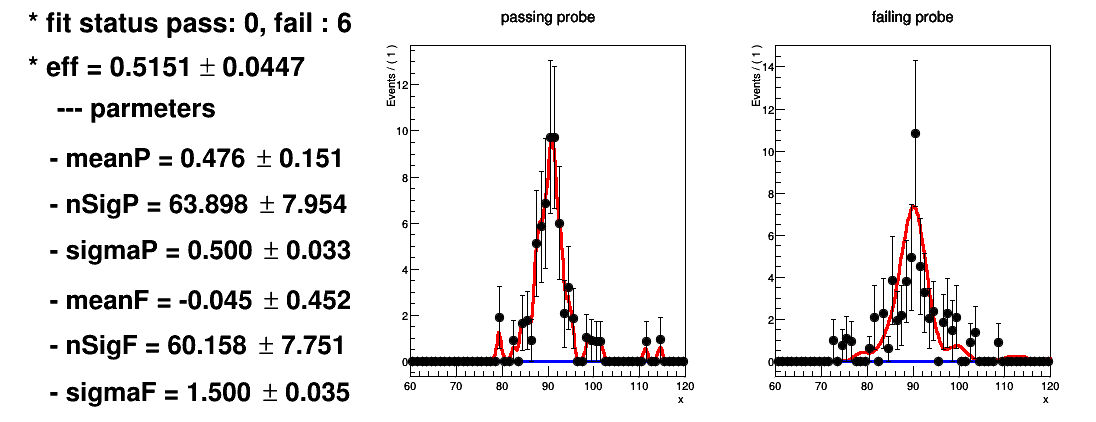 * fit status pass: 0, fail : 6
* eff = 0.5151 ± 0.0447
--- parmeters
- meanP = 0.476 ± 0.151
- nSigP = 63.898 ± 7.954
- sigmaP = 0.500 ± 0.033
- meanF = -0.045 ± 0.452
- nSigF = 60.158 ± 7.751
- sigmaF = 1.500 ± 0.035
passing probe
Events / ( 1 )
12
10
8
6
4
2
0
60 70 80 90 100 110 120
x
failing probe
Events / ( 1 )
14
12
10
8
6
4
2
0
60 70 80 90 100 110 120
x